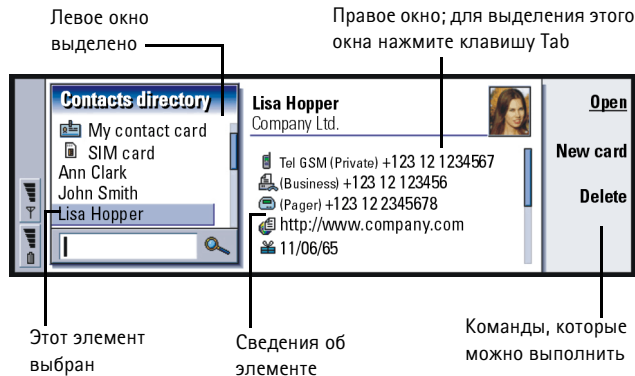 Левое окно
выделено
Правое окно; для выделения этого
окна нажмите клавишу Tab
Contacts directory
My contact card
SIM card
Ann Clark
John Smith
Lisa Hopper
Lisa Hopper
Company Ltd.
Tel GSM (Private) +123 12 1234567
(Business) +123 12 123456
(Pager) +123 12 2345678
http://www.company.com
11/06/65
Open
New card
Delete
Этот элемент
выбран
Сведения об
элементе
Команды, которые
можно выполнить